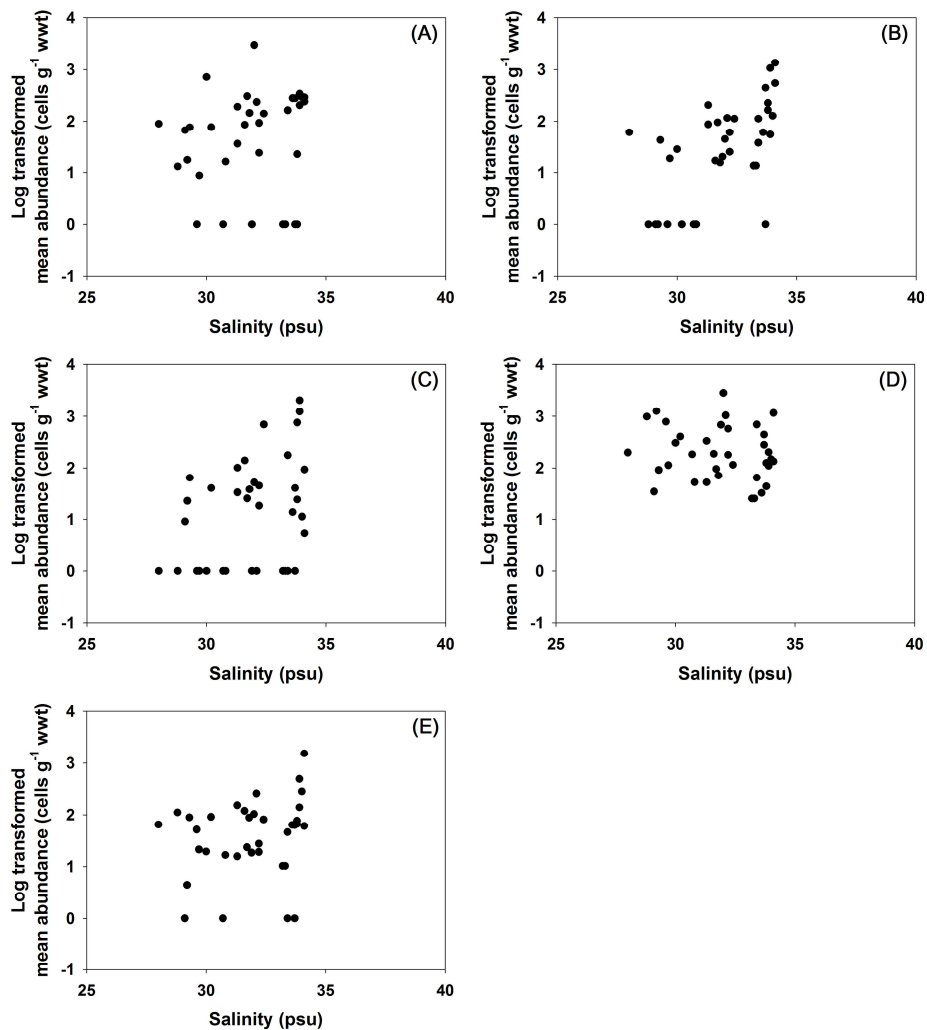 (A)
4
3
2
1
0
-1
Log transformed
mean abundance (cells g-1 wwt)
25 30 35 40
Salinity (psu)
(B)
4
3
2
1
0
-1
Log transformed
mean abundance (cells g-1 wwt)
25 30 35 40
Salinity (psu)
(C)
4
3
2
1
0
-1
Log transformed
mean abundance (cells g-1 wwt)
25 30 35 40
Salinity (psu)
(D)
4
3
2
1
0
-1
Log transformed
mean abundance (cells g-1 wwt)
25 30 35 40
Salinity (psu)
(E)
4
3
2
1
0
-1
Log transformed
mean abundance (cells g-1 wwt)
25 30 35 40
Salinity (psu)